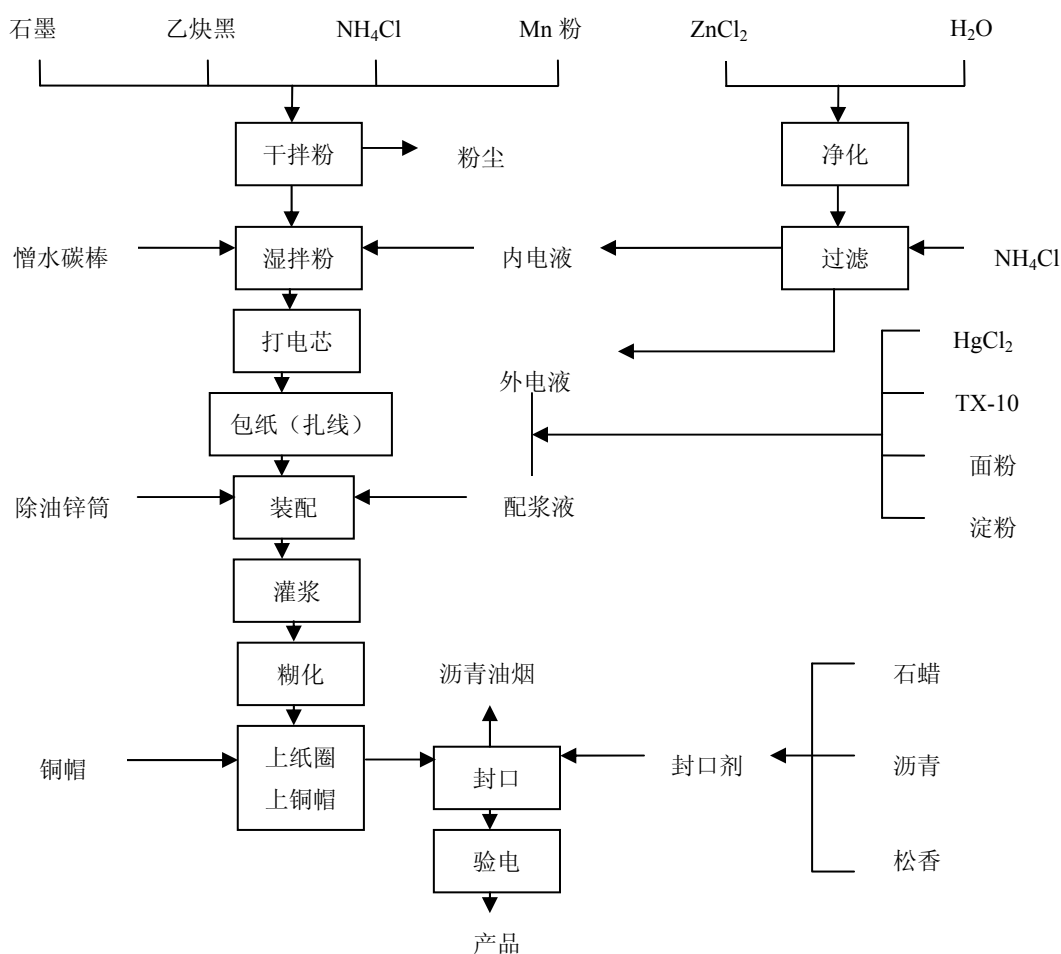 石墨
乙炔黑
NH₄Cl
Mn 粉
ZnCl₂
H₂O
干拌粉
粉尘
净化
憎水碳棒
湿拌粉
内电液
过滤
NH₄Cl
打电芯
外电液
HgCl₂
TX-10
包纸（扎线）
面粉
除油锌筒
装配
配浆液
淀粉
灌浆
糊化
沥青油烟
石蜡
铜帽
上纸圈
上铜帽
封口
封口剂
沥青
验电
松香
产品